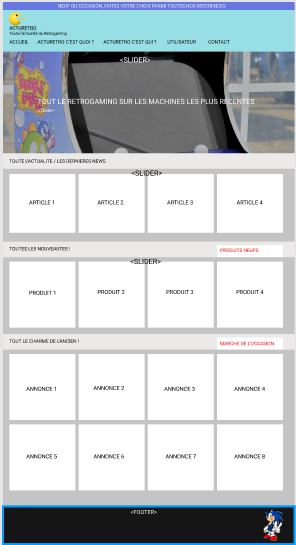 NEUF OU OCCASION, FAITES VOTRE CHOIX PARMI TOUTES NOS REFERENCES
ACTURETRO
Toute l'actualité du Retrogaming
ACCUEIL ACTURETRO C'EST QUOI ? ACTURETRO C'EST QUI ? UTILISATEUR CONTACT
<SLIDER>
TOUT LE RETROGAMING SUR LES MACHINES LES PLUS RECENTES
TOUTE L'ACTUALITE / LES DERNIERES NEWS
<SLIDER>
ARTICLE 1 ARTICLE 2 ARTICLE 3 ARTICLE 4
TOUTES LES NOUVEAUTES ! PRODUITS NEUFS
<SLIDER>
PRODUIT 1 PRODUIT 2 PRODUIT 3 PRODUIT 4
TOUT LE CHARME DE L'ANCIEN ! MARCHE DE L'OCCASION
ANNONCE 1 ANNONCE 2 ANNONCE 3 ANNONCE 4
ANNONCE 5 ANNONCE 6 ANNONCE 7 ANNONCE 8
<FOOTER>